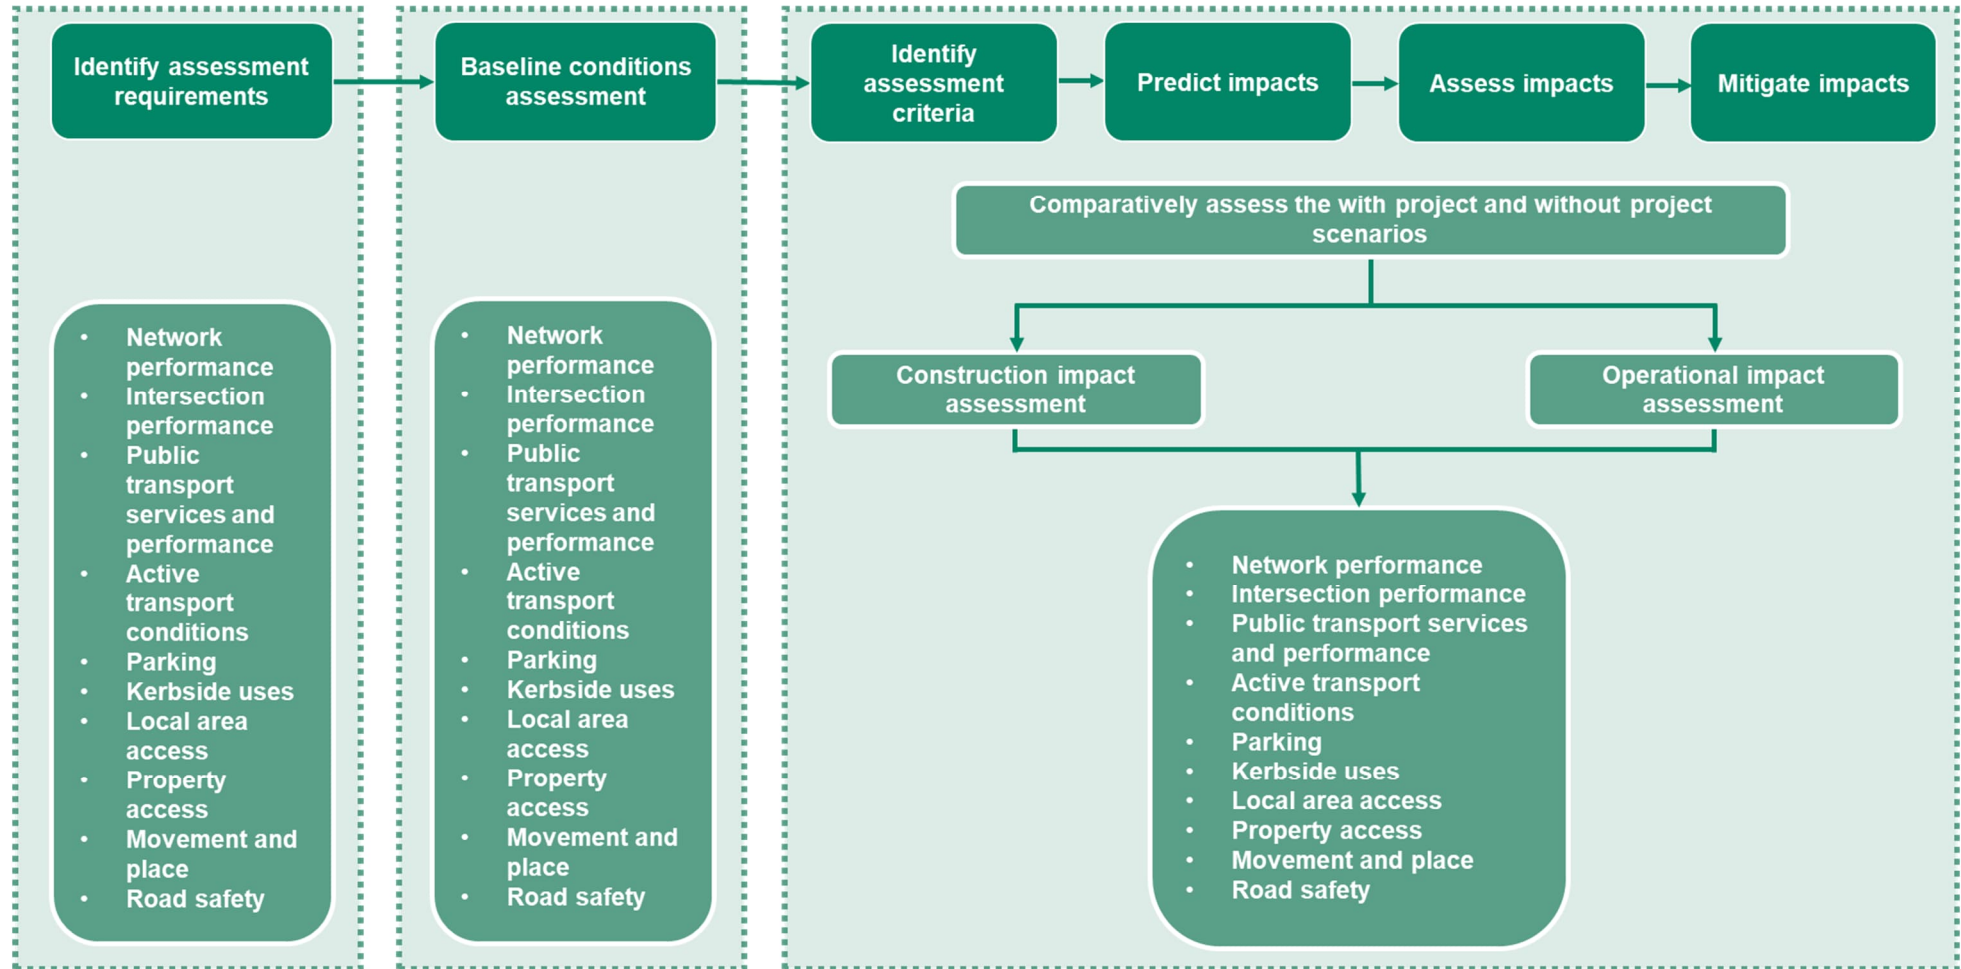 Identify assessment
requirements
Baseline conditions
assessment
Identify
assessment
criteria
Predict impacts
Assess impacts
Mitigate impacts
• Network
performance
• Intersection
performance
• Public
transport
services and
performance
• Active
transport
conditions
• Parking
• Kerbside uses
• Local area
access
• Property
access
• Movement and
place
• Road safety
• Network
performance
• Intersection
performance
• Public
transport
services and
performance
• Active
transport
conditions
• Parking
• Kerbside uses
• Local area
access
• Property
access
• Movement and
place
• Road safety
Comparatively assess the with project and without project
scenarios
Construction impact
assessment
Operational impact
assessment
• Network performance
• Intersection performance
• Public transport services
and performance
• Active transport
conditions
• Parking
• Kerbside uses
• Local area access
• Property access
• Movement and place
• Road safety